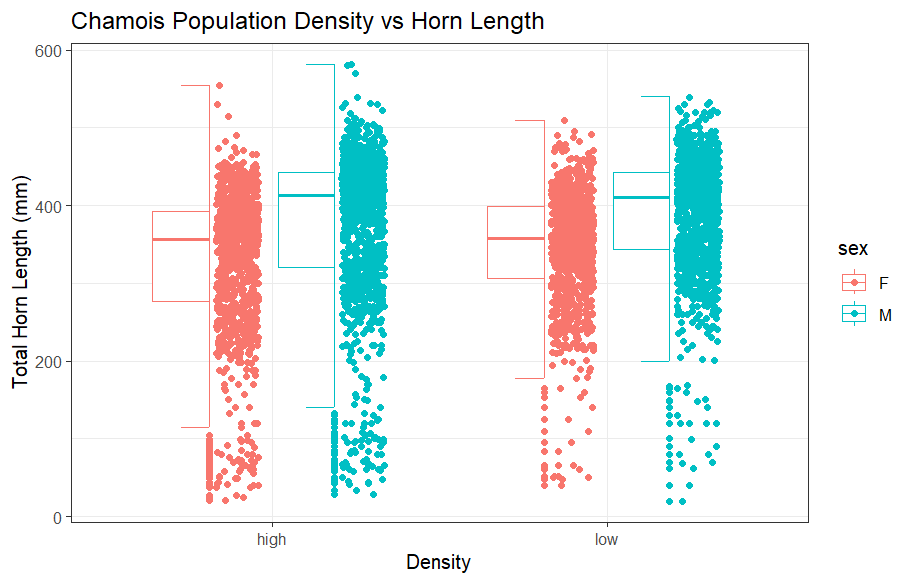 Chamois Population Density vs Horn Length
Total Horn Length (mm)
600
400
200
0
high
low
Density
sex
F
M